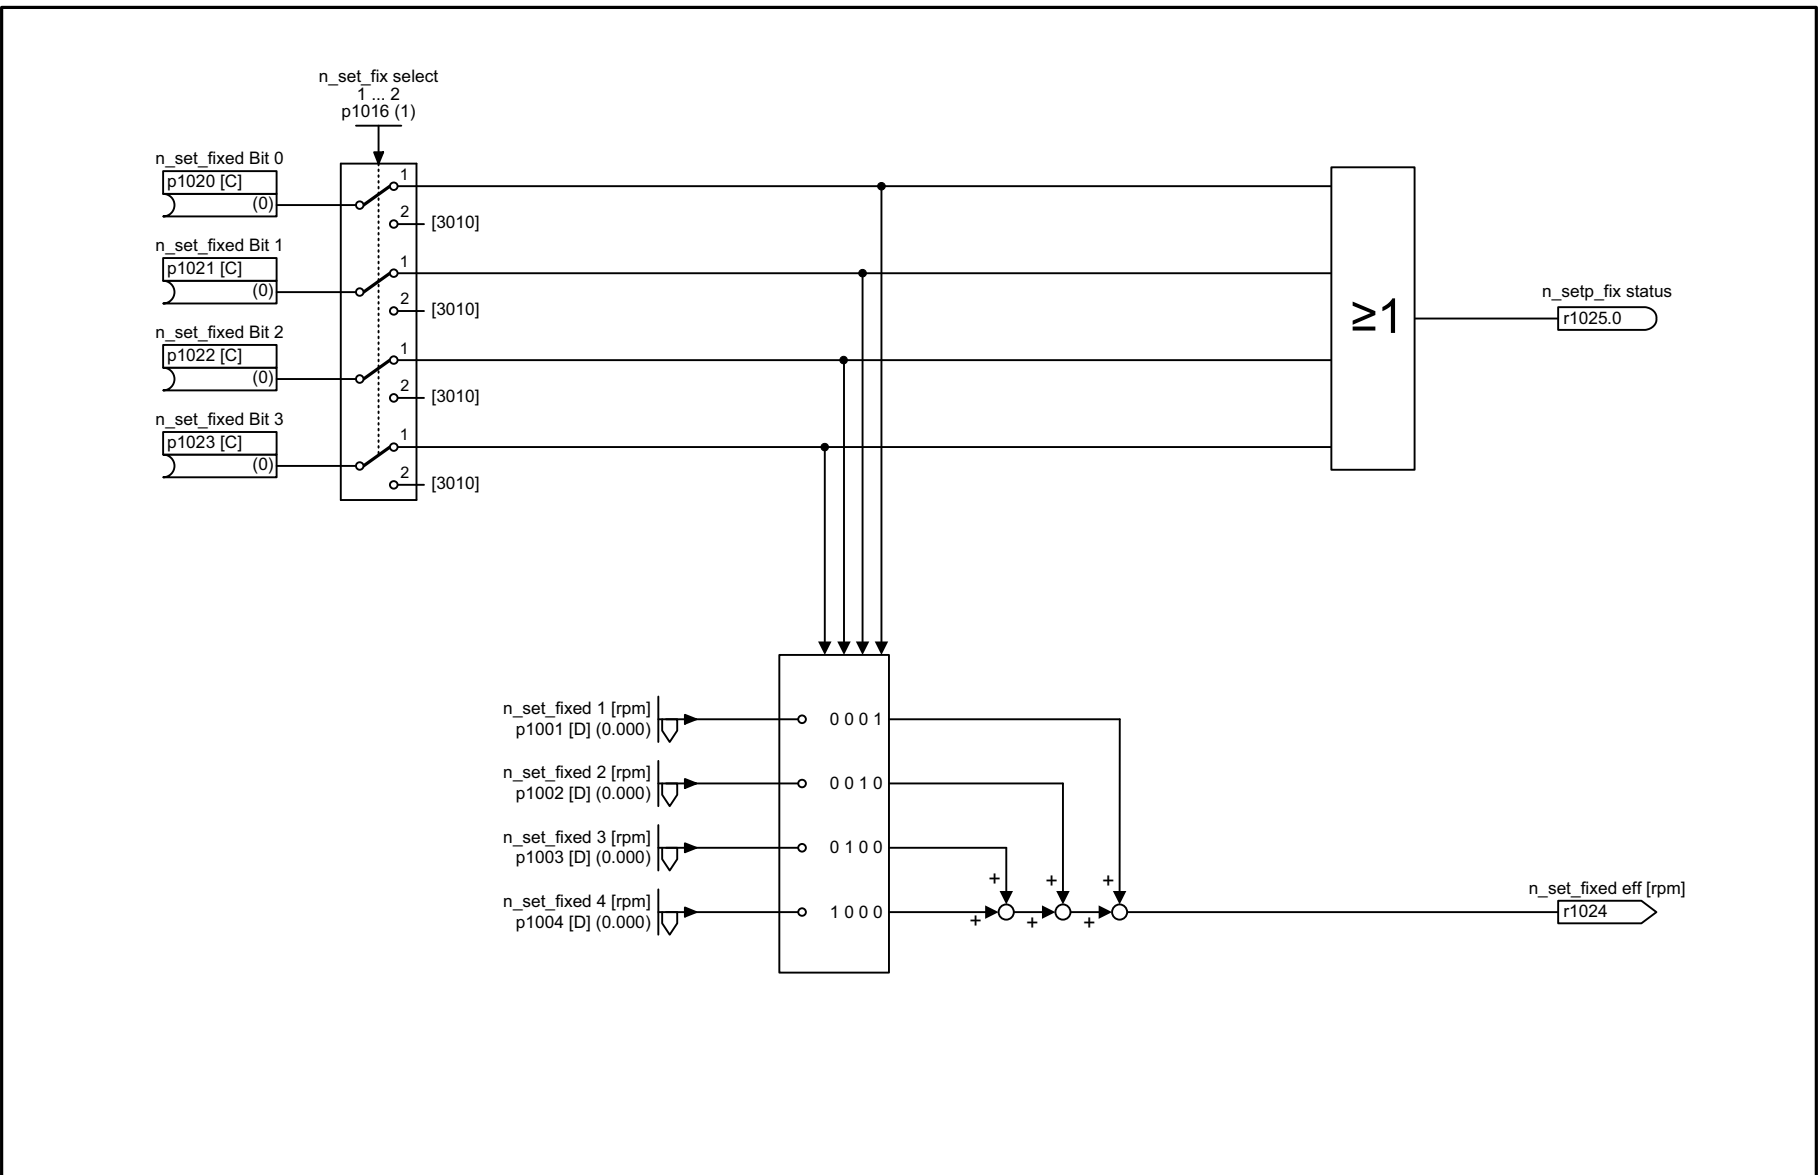 n_set_fix select
1 ... 2
p1016 (1)
n_set_fixed Bit 0
p1020 [C]
(0)
1
2
[3010]
n_set_fixed Bit 1
p1021 [C]
(0)
1
2
[3010]
n_set_fixed Bit 2
p1022 [C]
(0)
1
2
[3010]
n_set_fixed Bit 3
p1023 [C]
(0)
1
2
[3010]
≥1
n_setp_fix status
r1025.0
n_set_fixed 1 [rpm]
p1001 [D] (0.000)
0 0 0 1
n_set_fixed 2 [rpm]
p1002 [D] (0.000)
0 0 1 0
n_set_fixed 3 [rpm]
p1003 [D] (0.000)
0 1 0 0
n_set_fixed 4 [rpm]
p1004 [D] (0.000)
1 0 0 0
+
+
+
+
+
+
n_set_fixed eff [rpm]
r1024